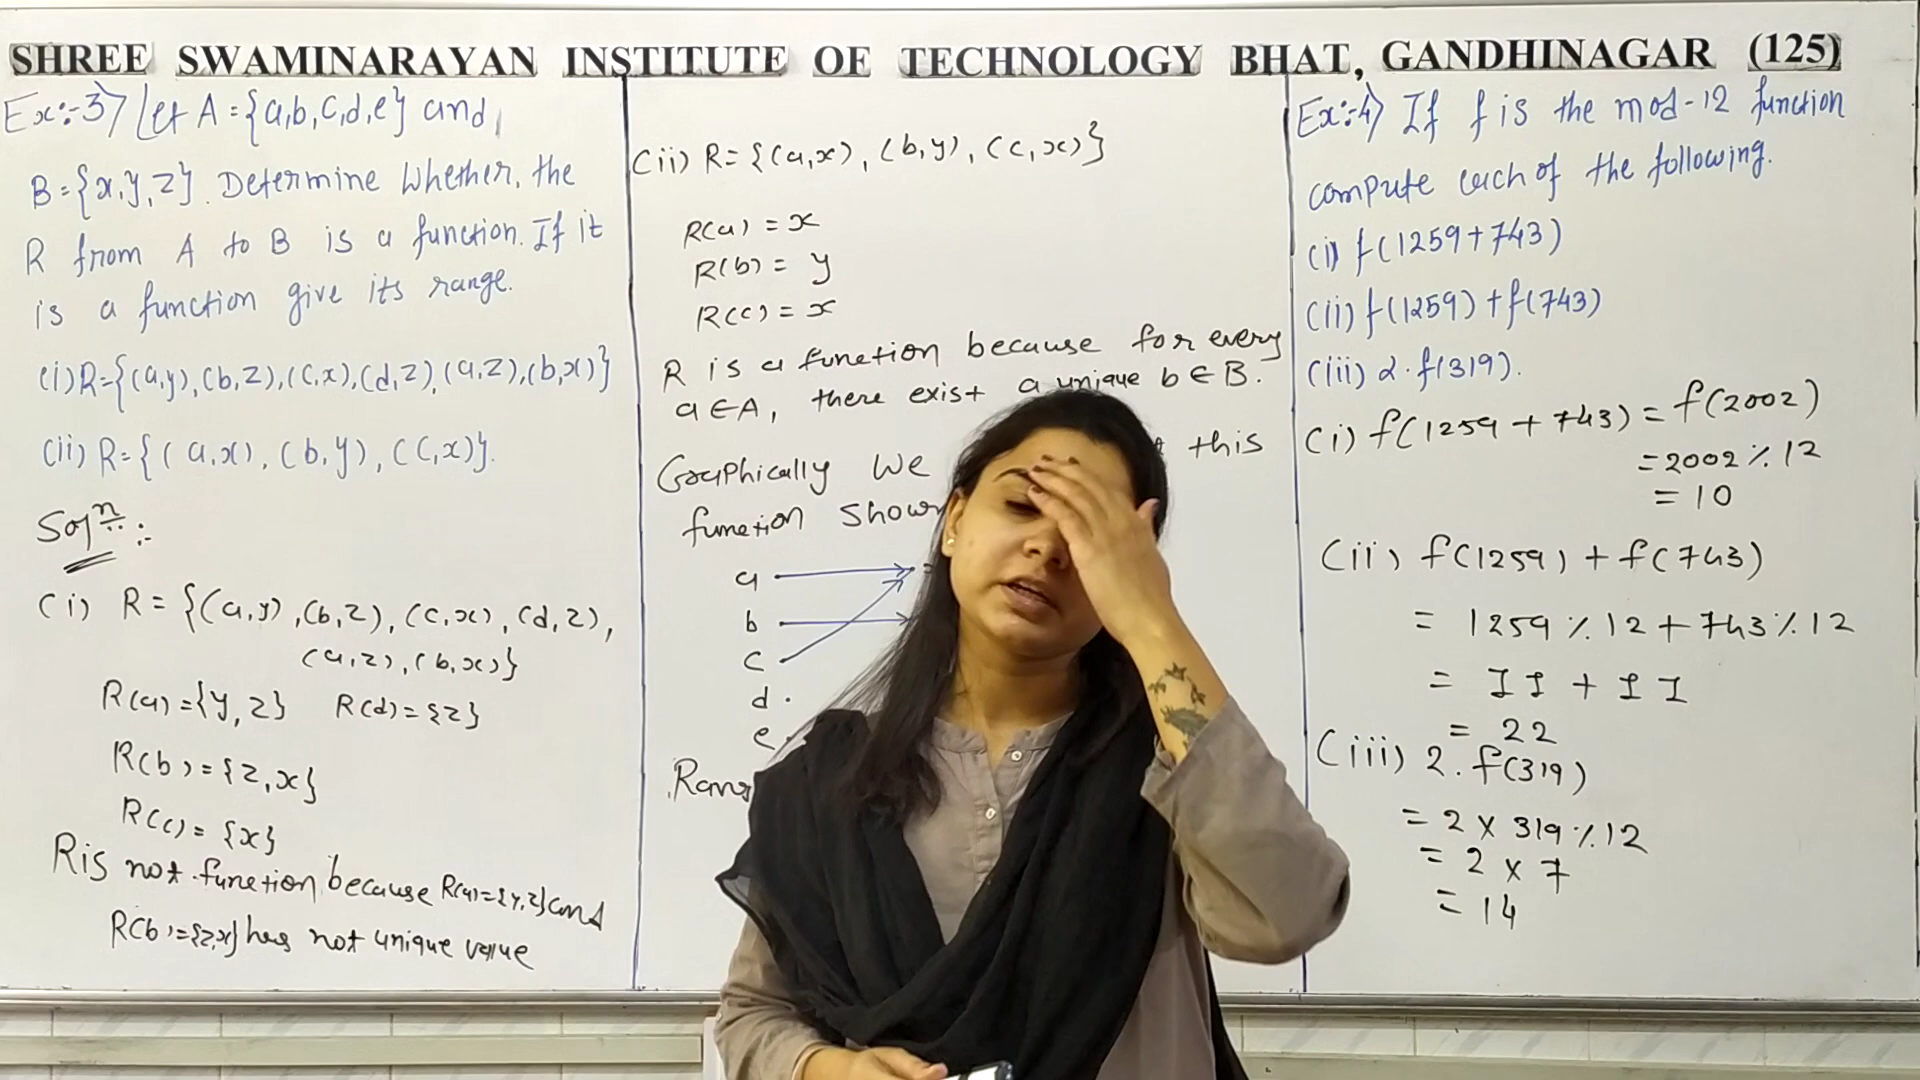 SHREE SWAMINARAYAN INSTITUTE OF TECHNOLOGY BHAT, GANDHINAGAR (125)
Ex:-3) Let A={a,b,c,d,e} and
B={x,y,z}. Determine whether the
R from A to B is a function. If it
is a function give its range.
(i) R={(a,y),(b,z),(c,x),(d,z),(a,z),(b,x)}
(ii) R={(a,x),(b,y),(c,x)}.
Solⁿ:
(i) R = {(a,y),(b,z),(c,x),(d,z),
(a,z),(b,x)}
R(a)={y,z} R(d)={z}
R(b)={z,x}
R(c)={x}
R is not function because R(a)={y,z} and
R(b)={z,x} has not unique value
(ii) R={(a,x),(b,y),(c,x)}
R(a)=x
R(b)=y
R(c)=x
R is a function because for every
a∈A, there exist a unique b∈B.
Graphically we this
function
a
b
c
d
e
Ex:-4) If f is the mod-12 function
compute each of the following.
(i) f(1259+743)
(ii) f(1259)+f(743)
(iii) 2.f(319).
(i) f(1259+743)=f(2002)
=2002%12
=10
(ii) f(1259)+f(743)
= 1259%12+743%12
= 11+11
= 22
(iii) 2.f(319)
= 2 x 319%12
= 2 x 7
= 14